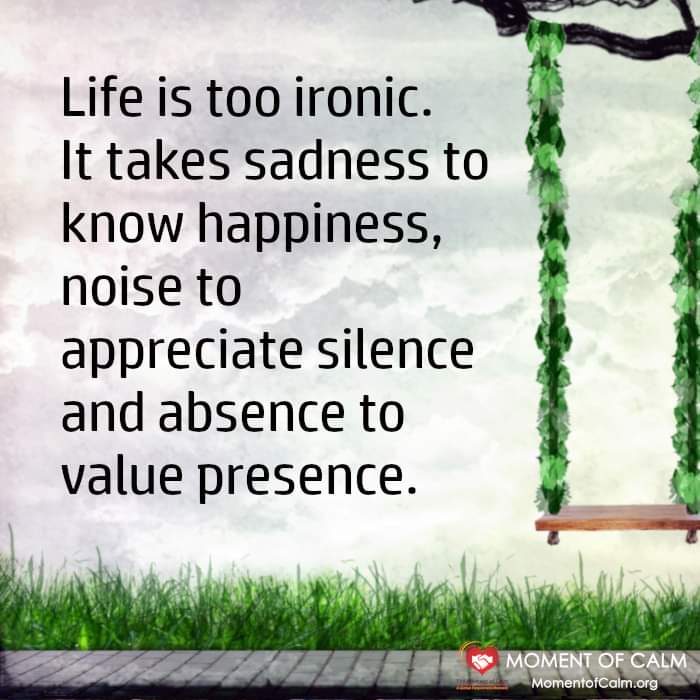 Life is too ironic.
It takes sadness to
know happiness,
noise to
appreciate silence
and absence to
value presence.
MOMENT OF CALM
MomentofCalm.org